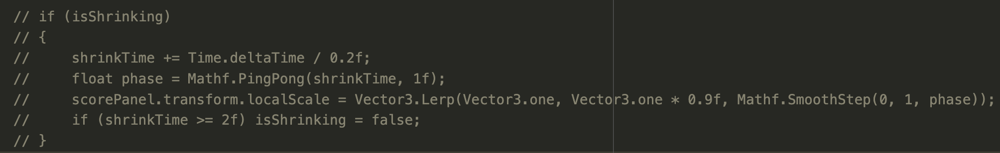 // if (isShrinking)
// {
//     shrinkTime += Time.deltaTime / 0.2f;
//     float phase = Mathf.PingPong(shrinkTime, 1f);
//     scorePanel.transform.localScale = Vector3.Lerp(Vector3.one, Vector3.one * 0.9f, Mathf.SmoothStep(0, 1, phase));
//     if (shrinkTime >= 2f) isShrinking = false;
// }